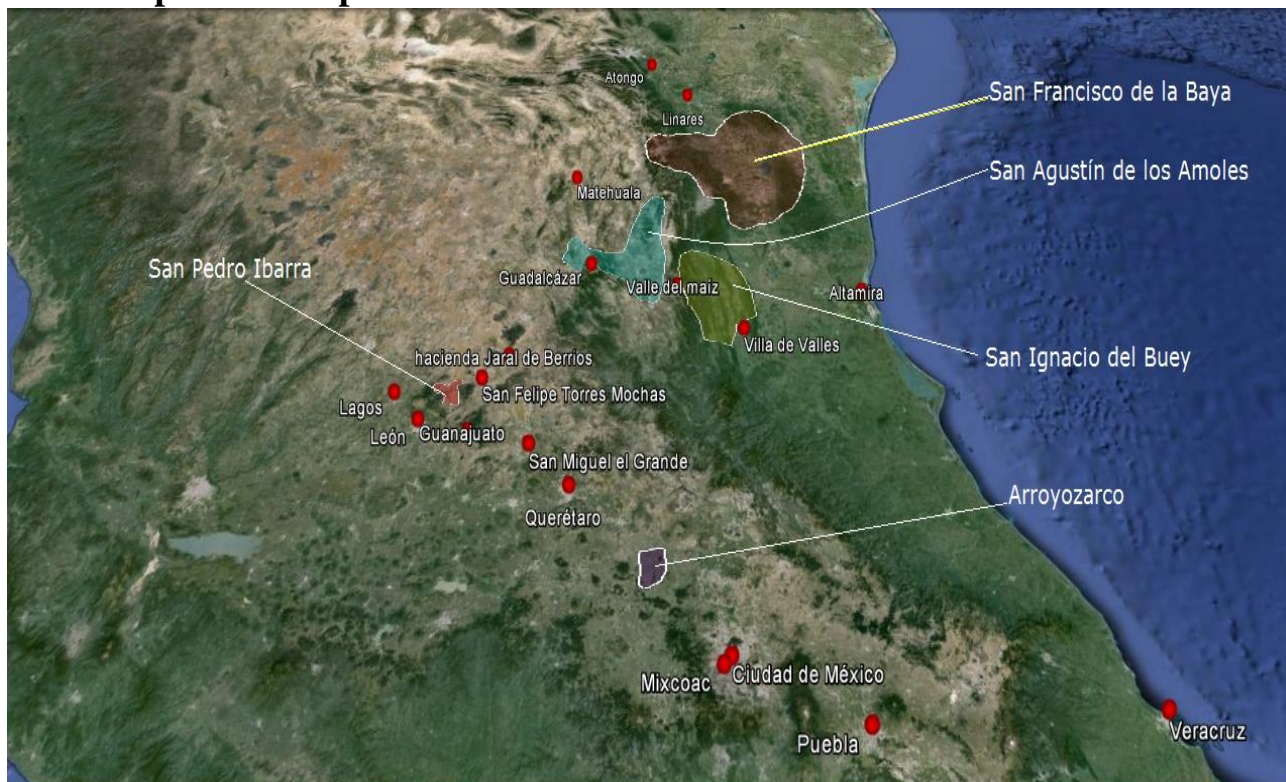 Atongo
Linares
San Francisco de la Baya
San Agustín de los Amoles
Matehuala
San Pedro Ibarra
Guadalcázar
Valle del maiz
Altamira
Villa de Valles
San Ignacio del Buey
hacienda Jaral de Berrios
San Felipe Torres Mochas
Lagos
León
Guanajuato
San Miguel el Grande
Querétaro
Arroyozarco
Mixcoac
Ciudad de México
Puebla
Veracruz